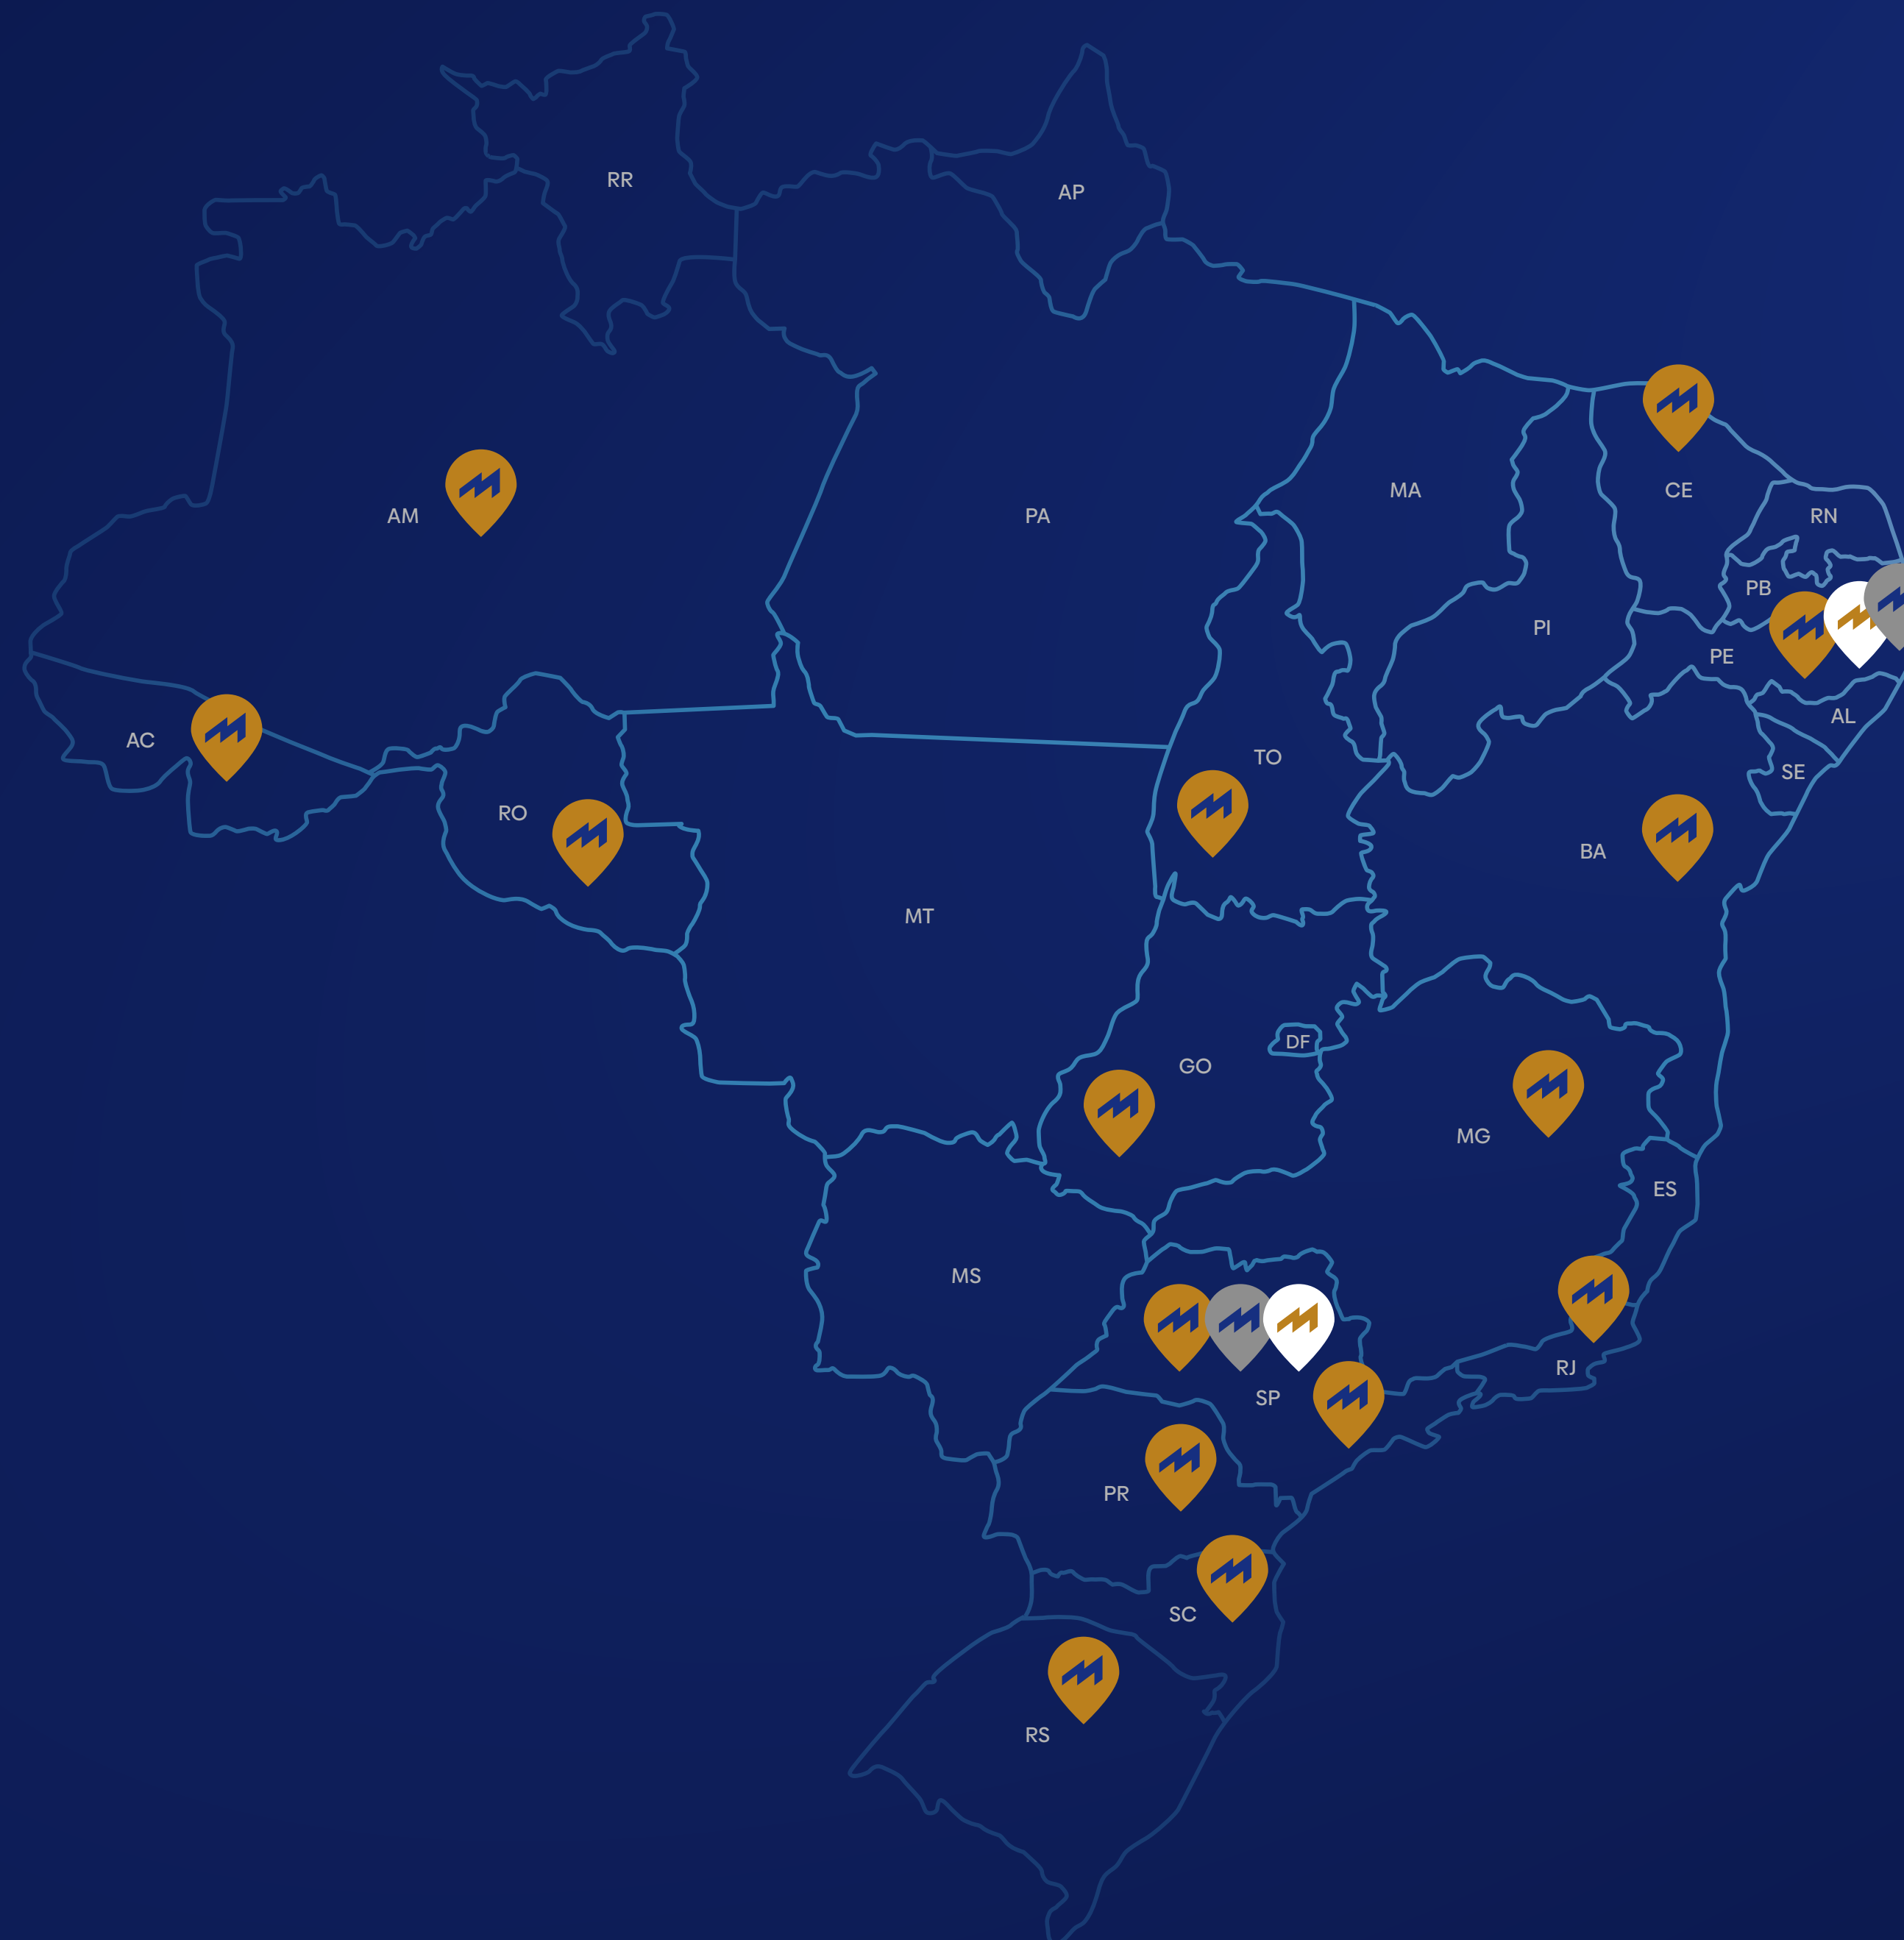 RR
AP
AM
PA
MA
CE
RN
PB
PI
PE
AL
AC
TO
SE
RO
BA
MT
DF
GO
MG
ES
MS
RJ
SP
PR
SC
RS